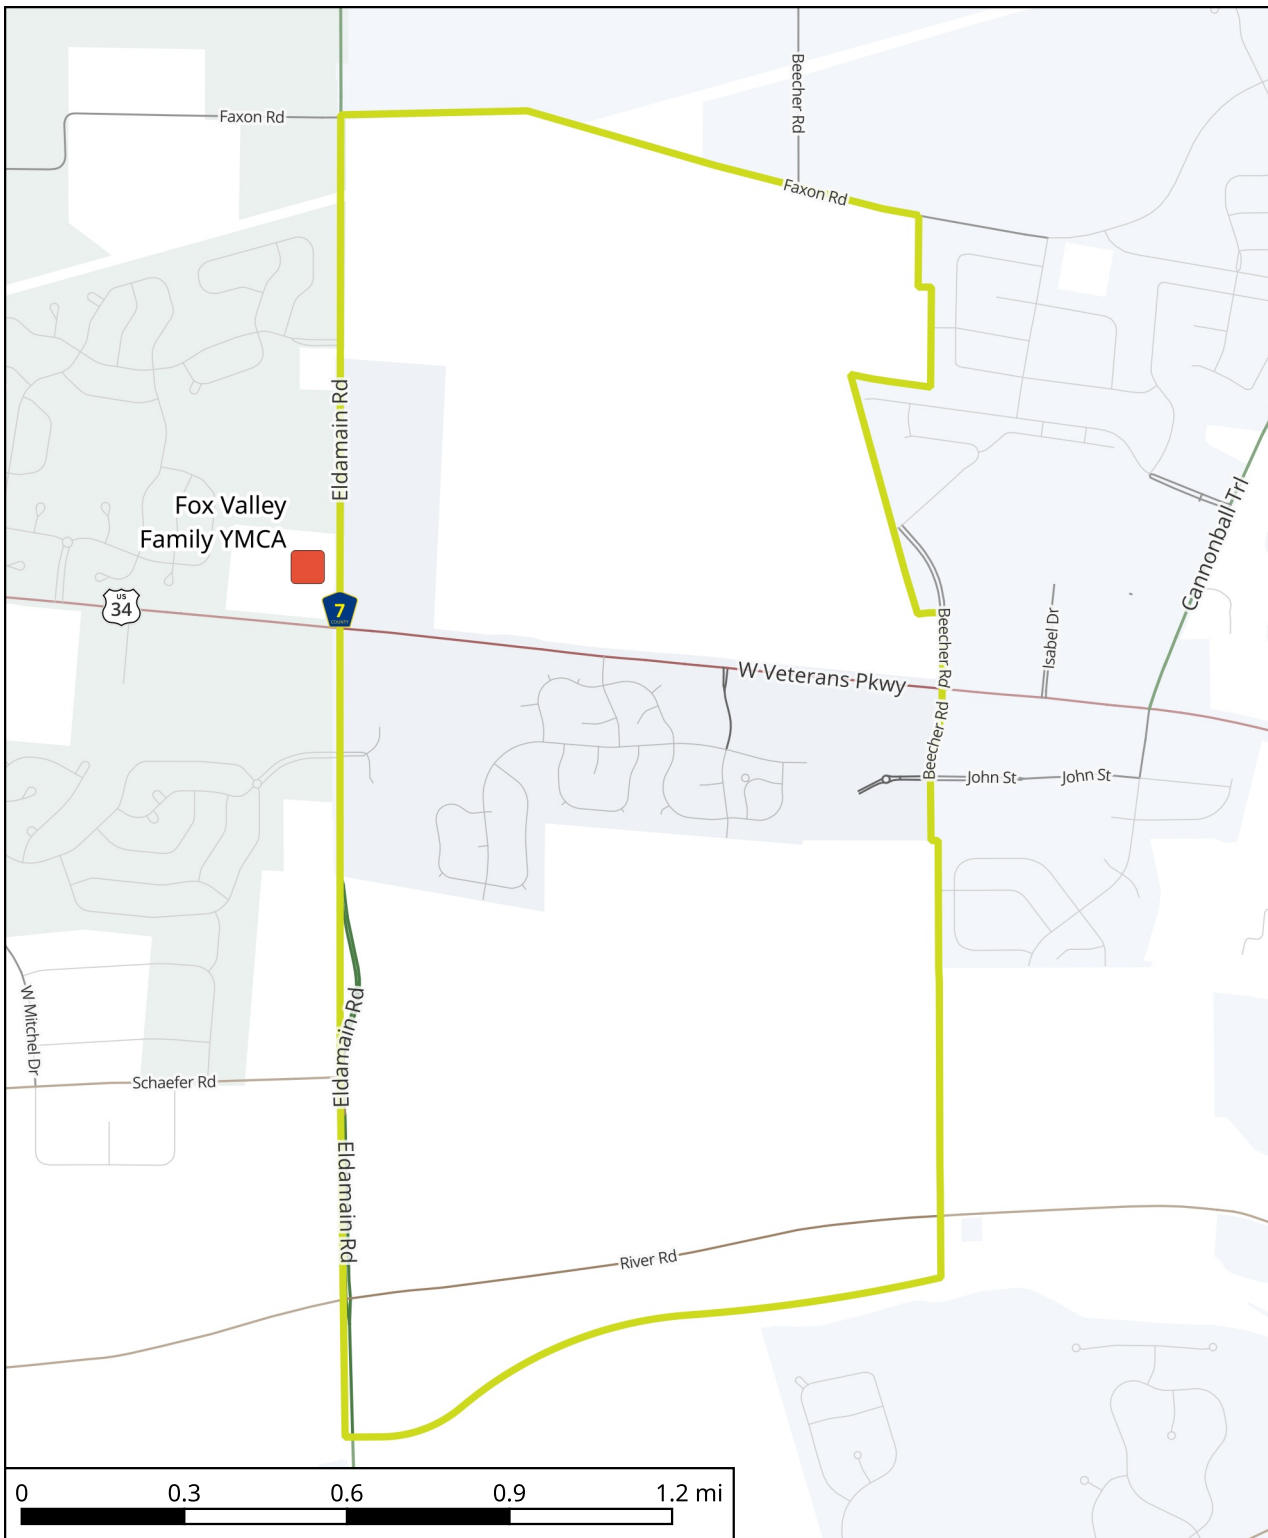 Beecher Rd
Faxon Rd
Faxon Rd
Eldamain Rd
Cannonball Trl
Fox Valley
Family YMCA
US
34
7
COUNTY
Beecher Rd
Isabel Dr
W Veterans Pkwy
Beecher Rd
John St
John St
W Mitchel Dr
Eldamain Rd
Schaefer Rd
Eldamain Rd
River Rd
0 0.3 0.6 0.9 1.2 mi